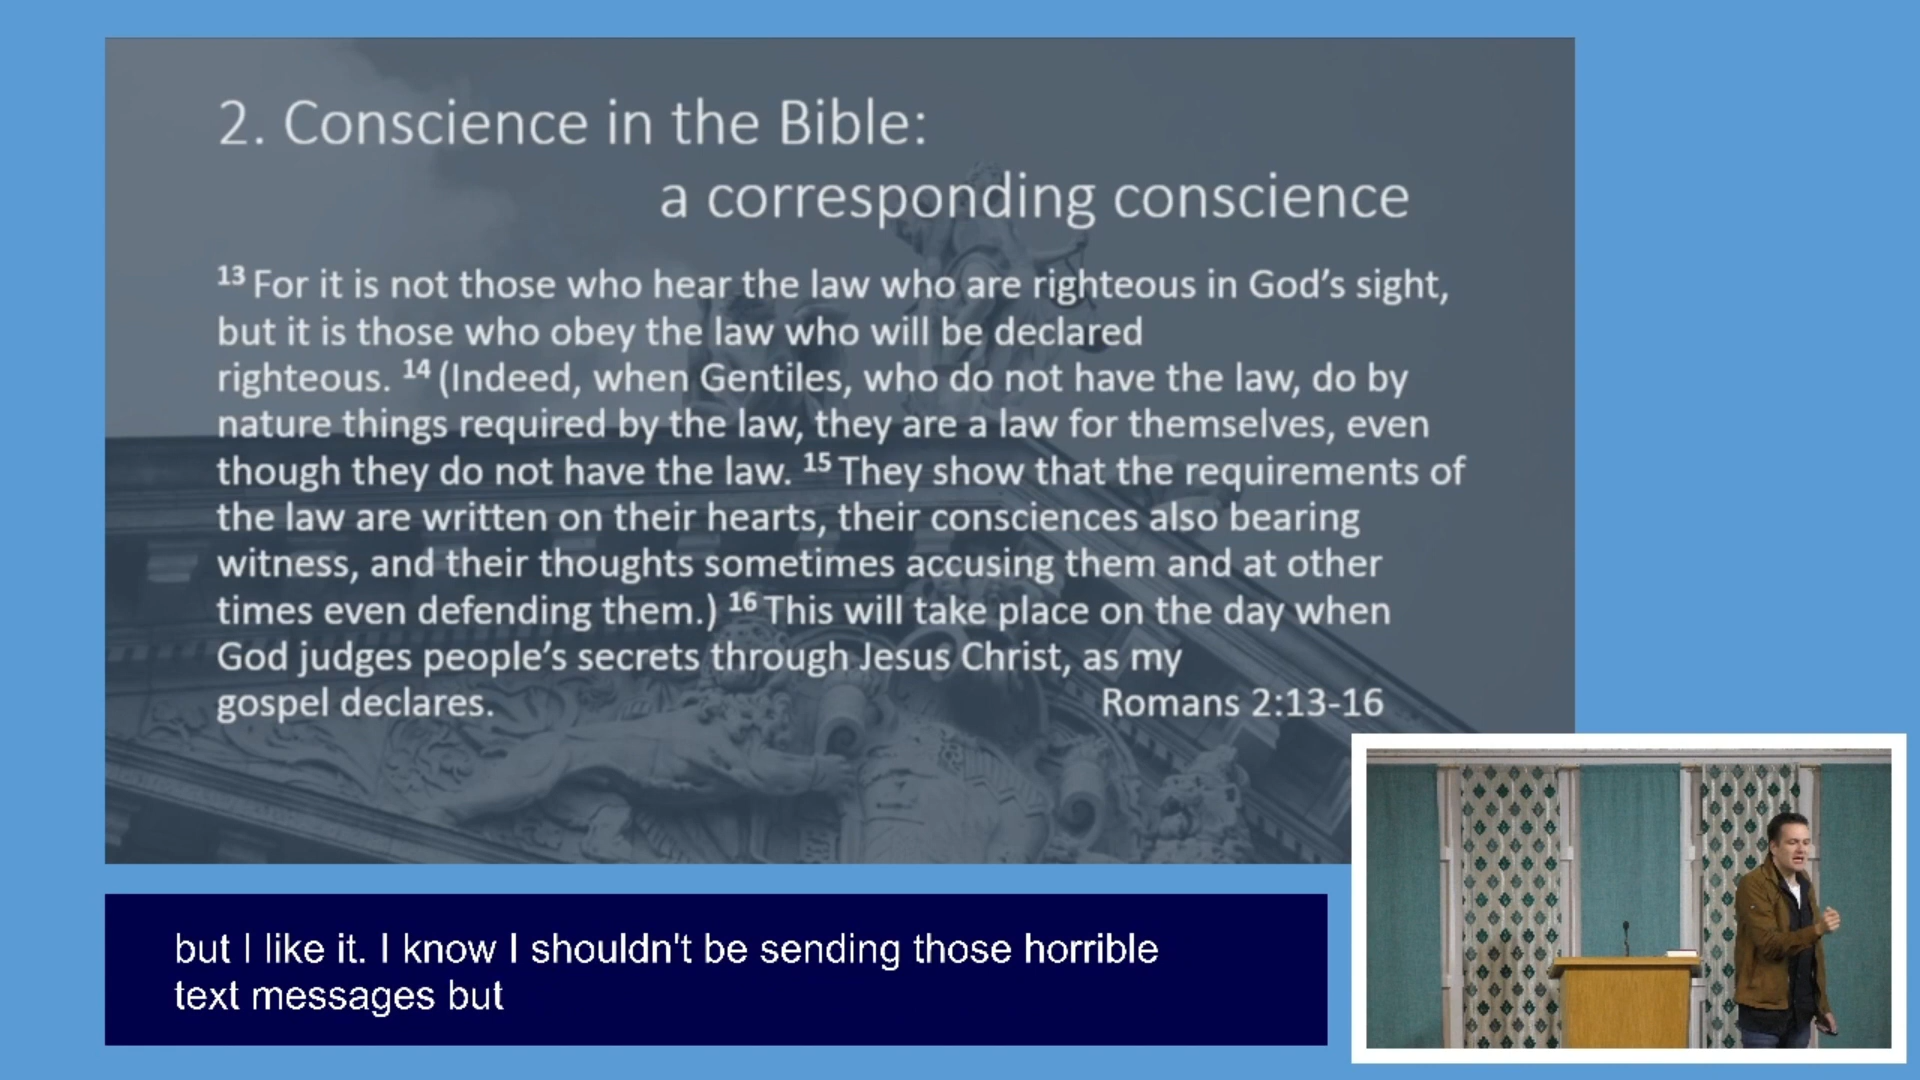 2. Conscience in the Bible:
a corresponding conscience
13 For it is not those who hear the law who are righteous in God’s sight,
but it is those who obey the law who will be declared
righteous. 14 (Indeed, when Gentiles, who do not have the law, do by
nature things required by the law, they are a law for themselves, even
though they do not have the law. 15 They show that the requirements of
the law are written on their hearts, their consciences also bearing
witness, and their thoughts sometimes accusing them and at other
times even defending them.) 16 This will take place on the day when
God judges people’s secrets through Jesus Christ, as my
gospel declares. Romans 2:13-16
but I like it. I know I shouldn't be sending those horrible
text messages but